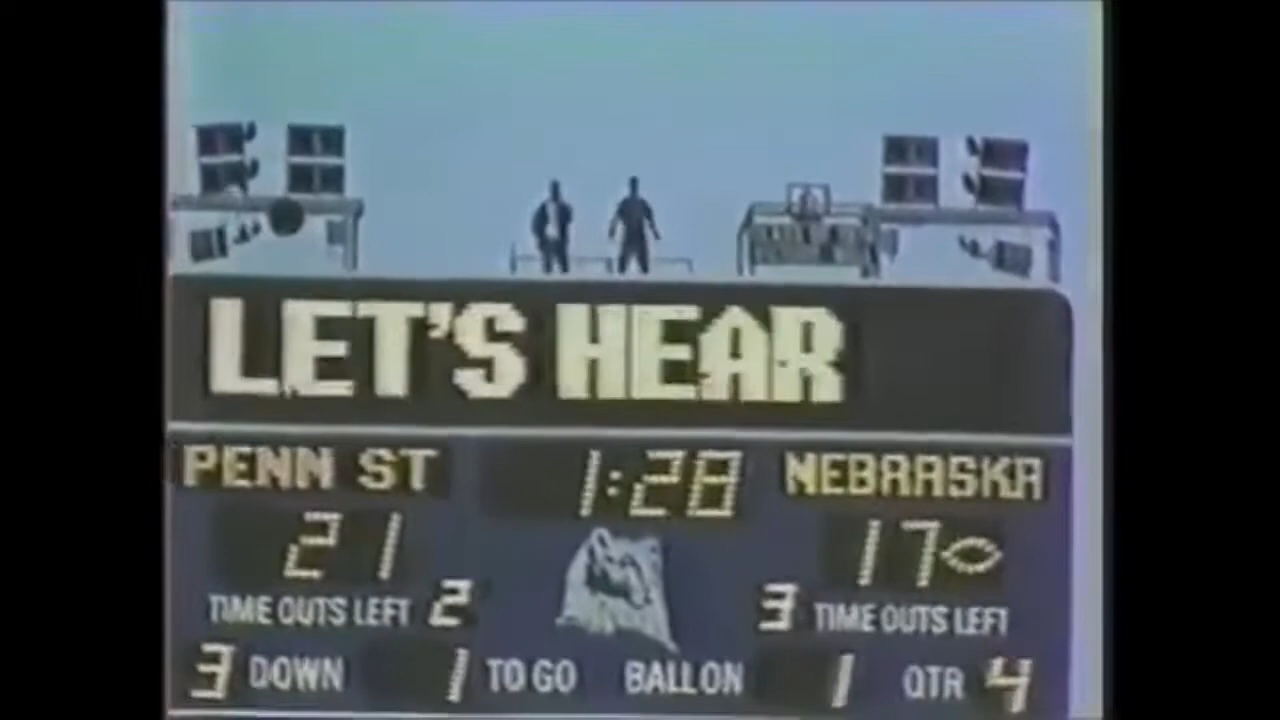 LET'S HEAR
PENN ST 1:28 NEBRASKA
21 17
TIME OUTS LEFT 2 3 TIME OUTS LEFT
3 DOWN 1 TO GO BALL ON 1 QTR 4